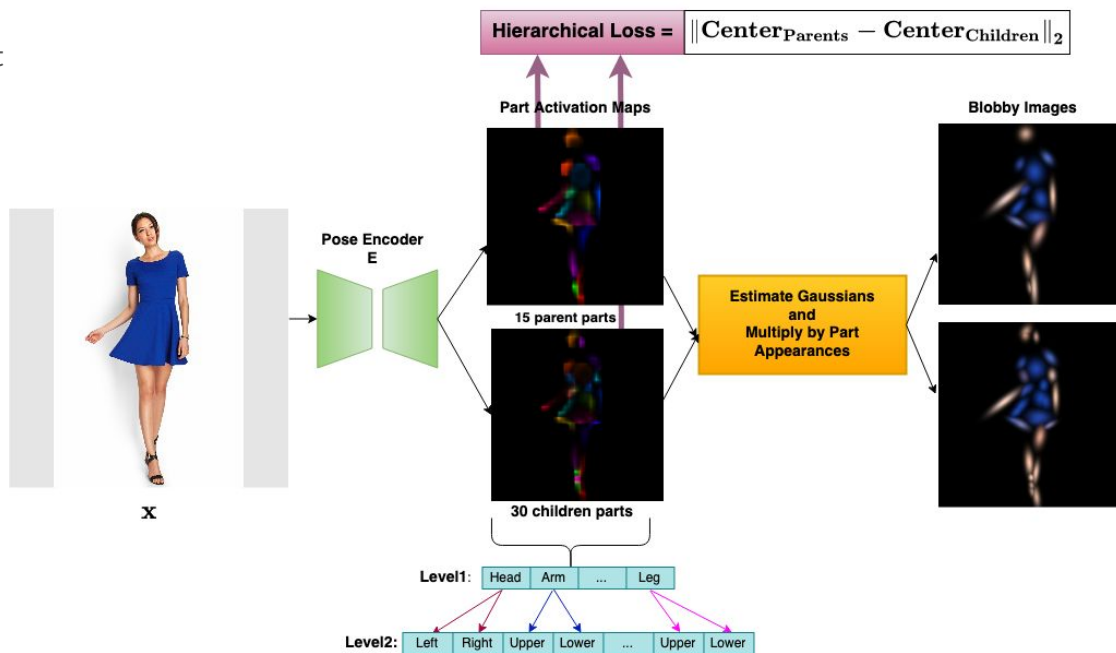 Hierarchical Loss = ‖Center_Parents − Center_Children‖_2
t
Part Activation Maps
Blobby Images
Pose Encoder
E
15 parent parts
Estimate Gaussians
and
Multiply by Part
Appearances
x
30 children parts
Level1: Head Arm ... Leg
Level2: Left Right Upper Lower ... Upper Lower